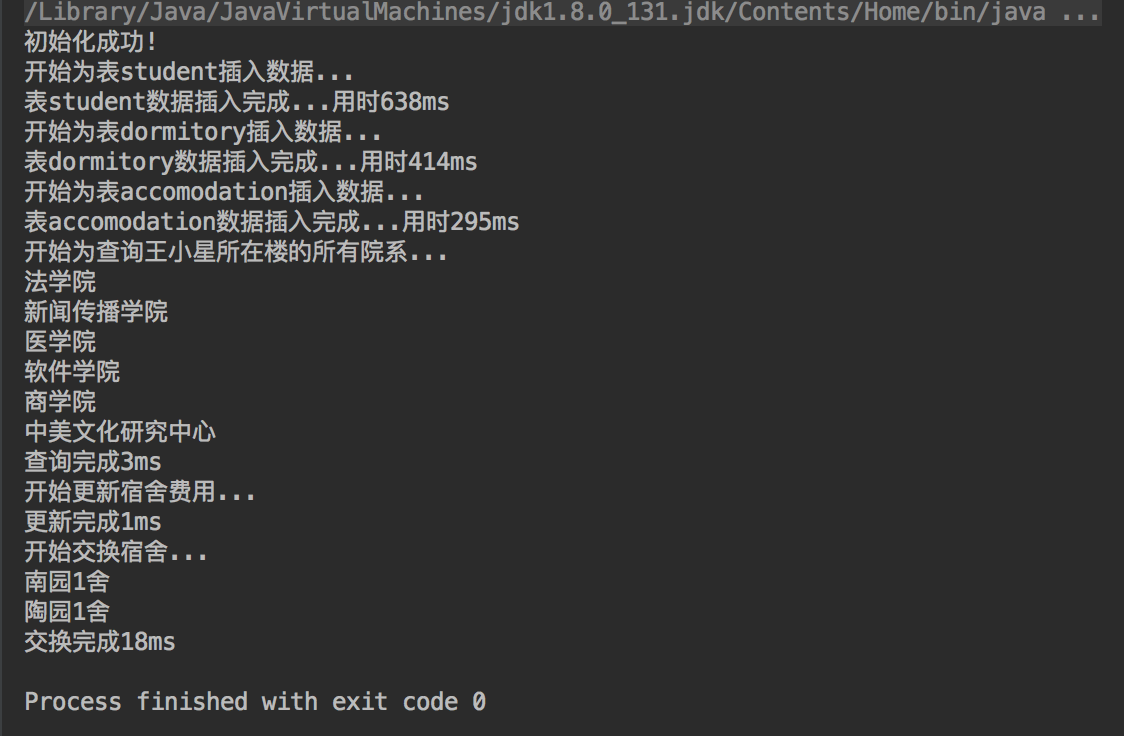 /Library/Java/JavaVirtualMachines/jdk1.8.0_131.jdk/Contents/Home/bin/java ...
初始化成功!
开始为表student插入数据...
表student数据插入完成...用时638ms
开始为表dormitory插入数据...
表dormitory数据插入完成...用时414ms
开始为表accomodation插入数据...
表accomodation数据插入完成...用时295ms
开始为查询王小星所在楼的所有院系...
法学院
新闻传播学院
医学院
软件学院
商学院
中美文化研究中心
查询完成3ms
开始更新宿舍费用...
更新完成1ms
开始交换宿舍...
南园1舍
陶园1舍
交换完成18ms
Process finished with exit code 0